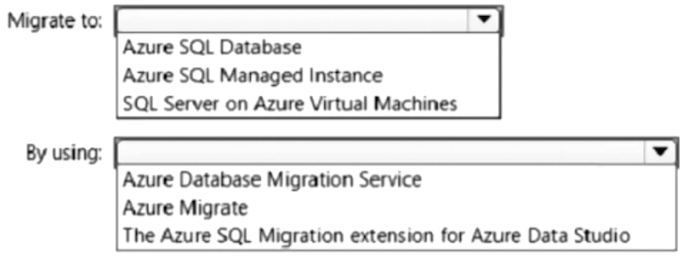 Migrate to:
Azure SQL Database
Azure SQL Managed Instance
SQL Server on Azure Virtual Machines
By using:
Azure Database Migration Service
Azure Migrate
The Azure SQL Migration extension for Azure Data Studio